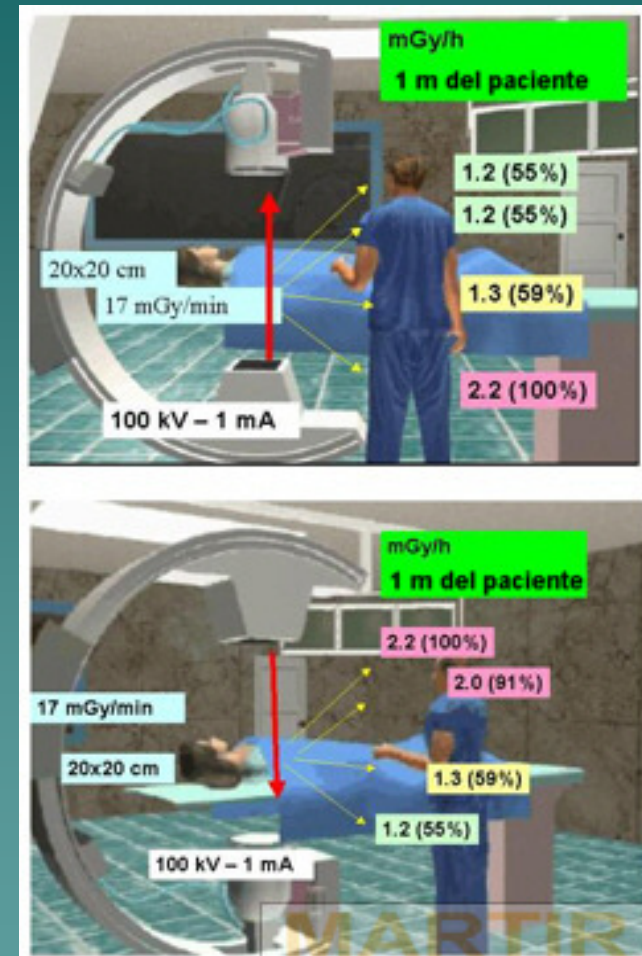 mGy/h
1 m del paciente
1.2 (55%)
1.2 (55%)
20x20 cm
17 mGy/min
1.3 (59%)
2.2 (100%)
100 kV – 1 mA
mGy/h
1 m del paciente
2.2 (100%)
2.0 (91%)
17 mGy/min
20x20 cm
1.3 (59%)
1.2 (55%)
100 kV – 1 mA
MARTIR